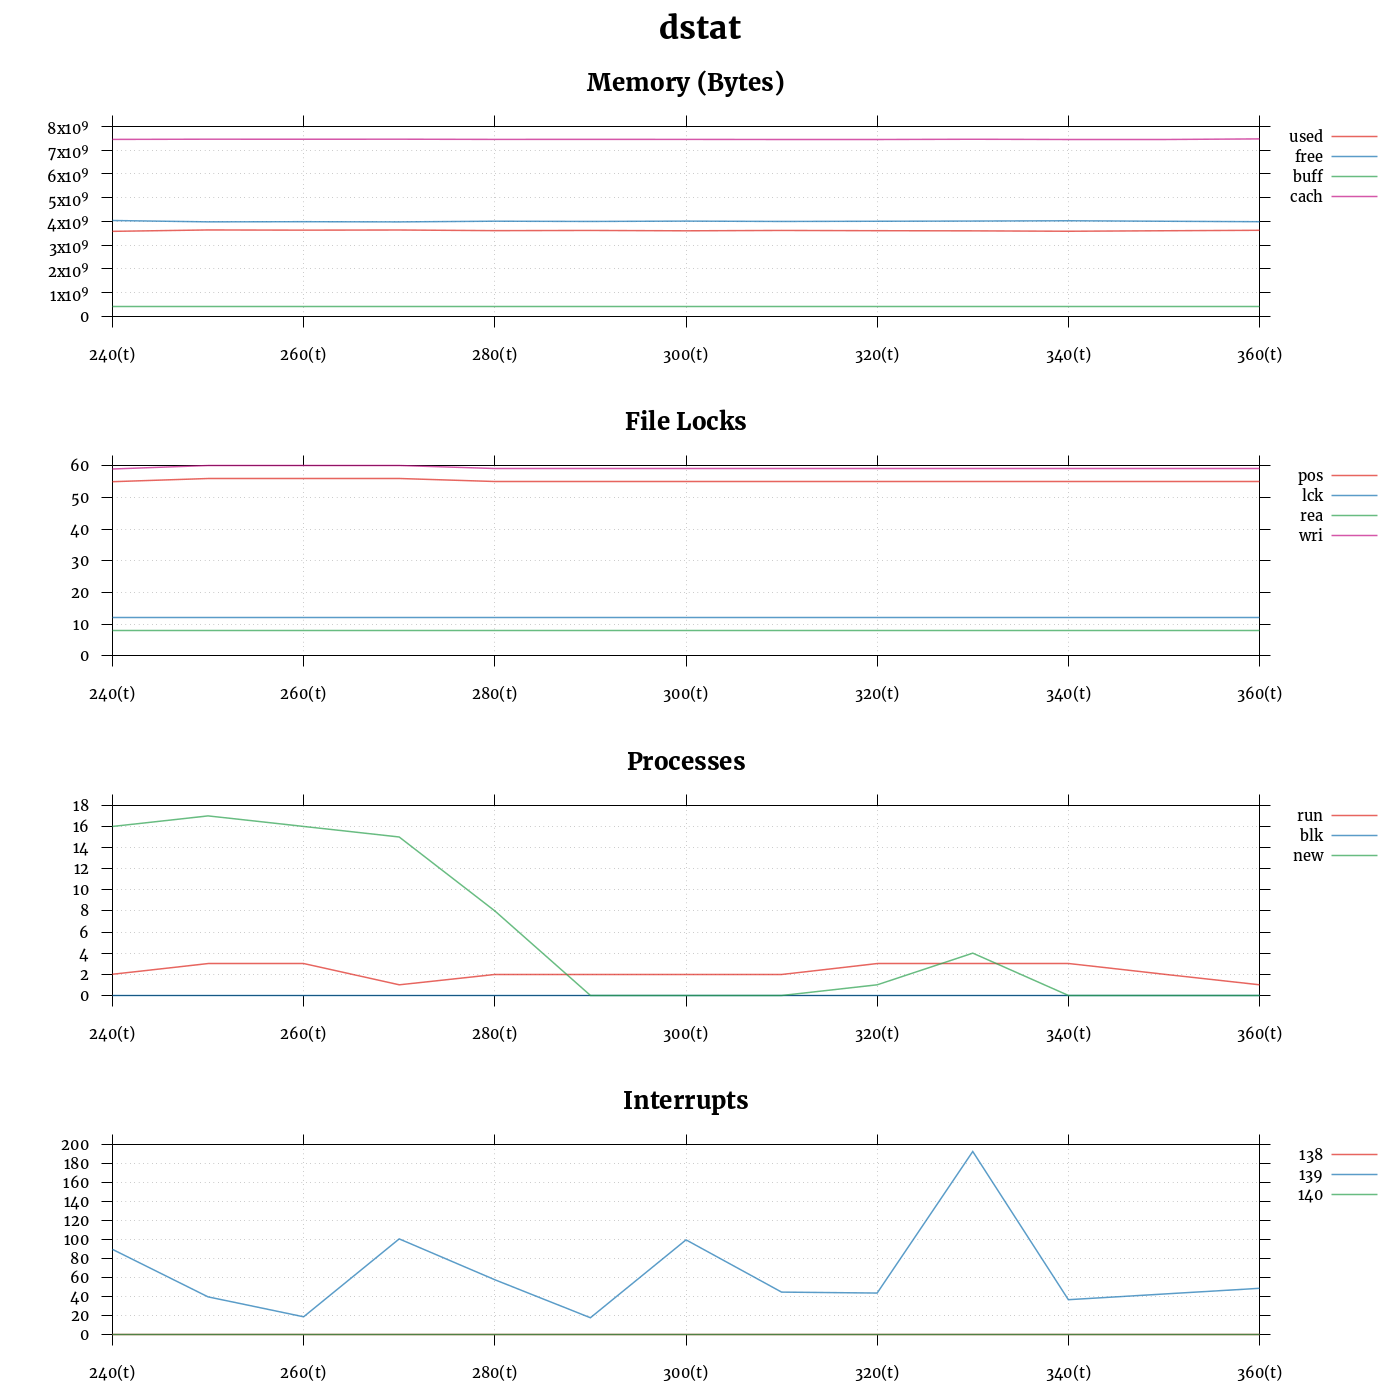 dstat
Memory (Bytes)
8x10⁹
7x10⁹
6x10⁹
5x10⁹
4x10⁹
3x10⁹
2x10⁹
1x10⁹
0
240(t) 260(t) 280(t) 300(t) 320(t) 340(t) 360(t)
used
free
buff
cach
File Locks
60
50
40
30
20
10
0
240(t) 260(t) 280(t) 300(t) 320(t) 340(t) 360(t)
pos
lck
rea
wri
Processes
18
16
14
12
10
8
6
4
2
0
240(t) 260(t) 280(t) 300(t) 320(t) 340(t) 360(t)
run
blk
new
Interrupts
200
180
160
140
120
100
80
60
40
20
0
240(t) 260(t) 280(t) 300(t) 320(t) 340(t) 360(t)
138
139
140